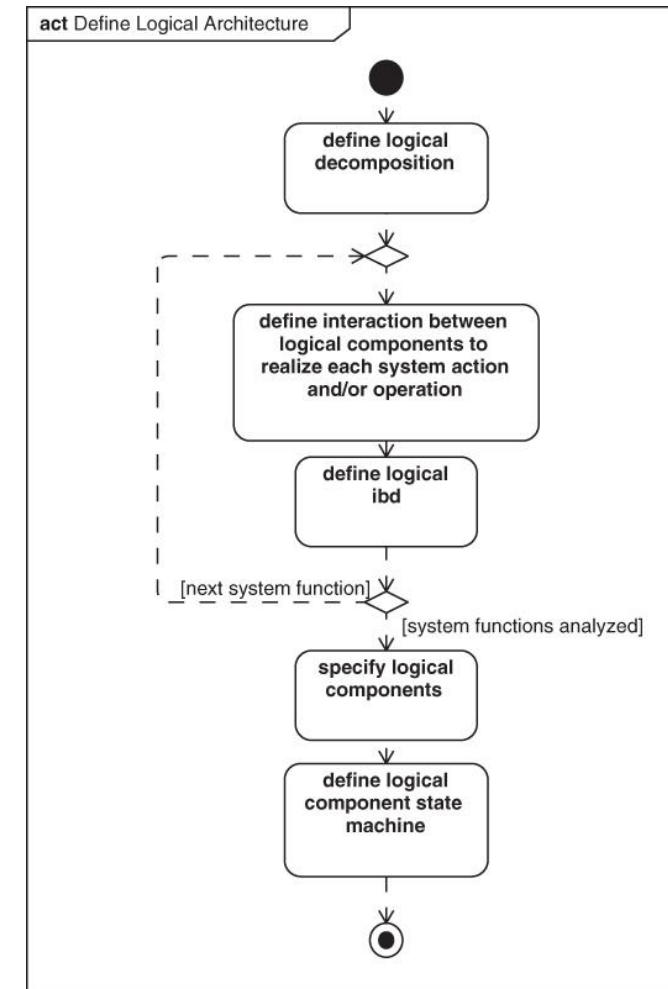 act Define Logical Architecture
define logical
decomposition
define interaction between
logical components to
realize each system action
and/or operation
define logical
ibd
[next system function]
[system functions analyzed]
specify logical
components
define logical
component state
machine